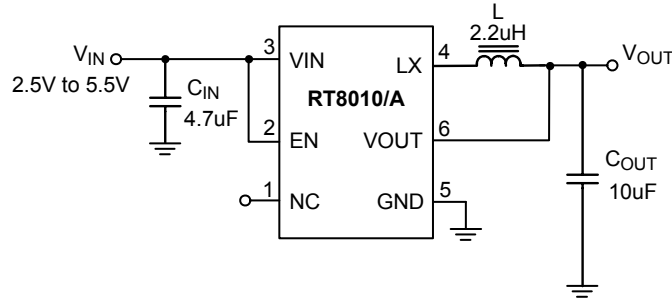 L
2.2uH
VIN
2.5V to 5.5V
CIN
4.7uF
3
VIN
2
EN
1
NC
RT8010/A
4
LX
6
VOUT
5
GND
VOUT
COUT
10uF